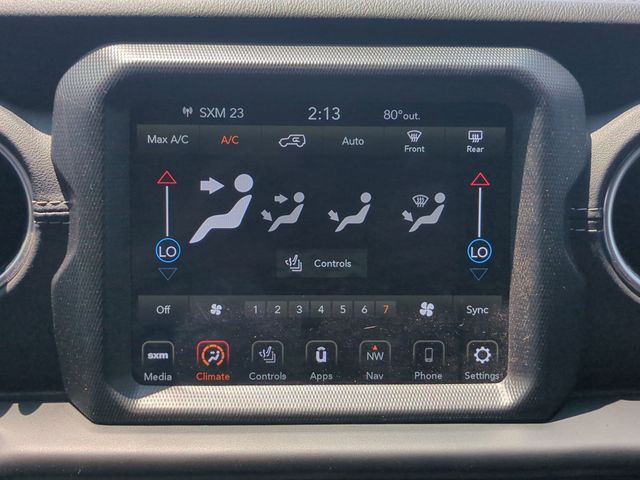 SXM 23 2:13 80°out.
Max A/C A/C Auto Front Rear
LO LO
Controls
Off 1 2 3 4 5 6 7 Sync
sxm NW
Media Climate Controls Apps Nav Phone Settings